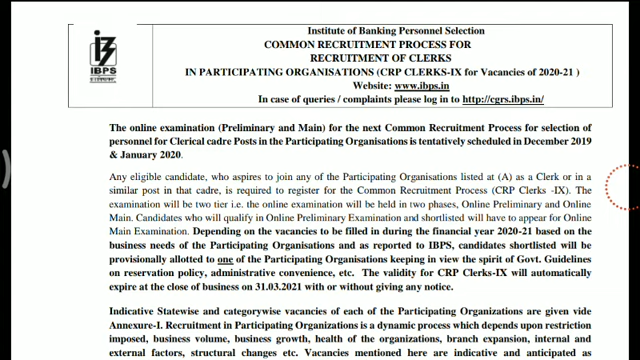 Institute of Banking Personnel Selection
COMMON RECRUITMENT PROCESS FOR
RECRUITMENT OF CLERKS
IN PARTICIPATING ORGANISATIONS (CRP CLERKS-IX for Vacancies of 2020-21 )
Website: www.ibps.in
In case of queries / complaints please log in to http://cgrs.ibps.in/
IBPS
The online examination (Preliminary and Main) for the next Common Recruitment Process for selection of
personnel for Clerical cadre Posts in the Participating Organisations is tentatively scheduled in December 2019
& January 2020.
Any eligible candidate, who aspires to join any of the Participating Organisations listed at (A) as a Clerk or in a
similar post in that cadre, is required to register for the Common Recruitment Process (CRP Clerks -IX). The
examination will be two tier i.e. the online examination will be held in two phases, Online Preliminary and Online
Main. Candidates who will qualify in Online Preliminary Examination and shortlisted will have to appear for Online
Main Examination. Depending on the vacancies to be filled in during the financial year 2020-21 based on the
business needs of the Participating Organisations and as reported to IBPS, candidates shortlisted will be
provisionally allotted to one of the Participating Organisations keeping in view the spirit of Govt. Guidelines
on reservation policy, administrative convenience, etc. The validity for CRP Clerks-IX will automatically
expire at the close of business on 31.03.2021 with or without giving any notice.
Indicative Statewise and categorywise vacancies of each of the Participating Organizations are given vide
Annexure-I. Recruitment in Participating Organizations is a dynamic process which depends upon restriction
imposed, business volume, business growth, health of the organizations, branch expansion, internal and
external factors, structural changes etc. Vacancies mentioned here are indicative and anticipated as